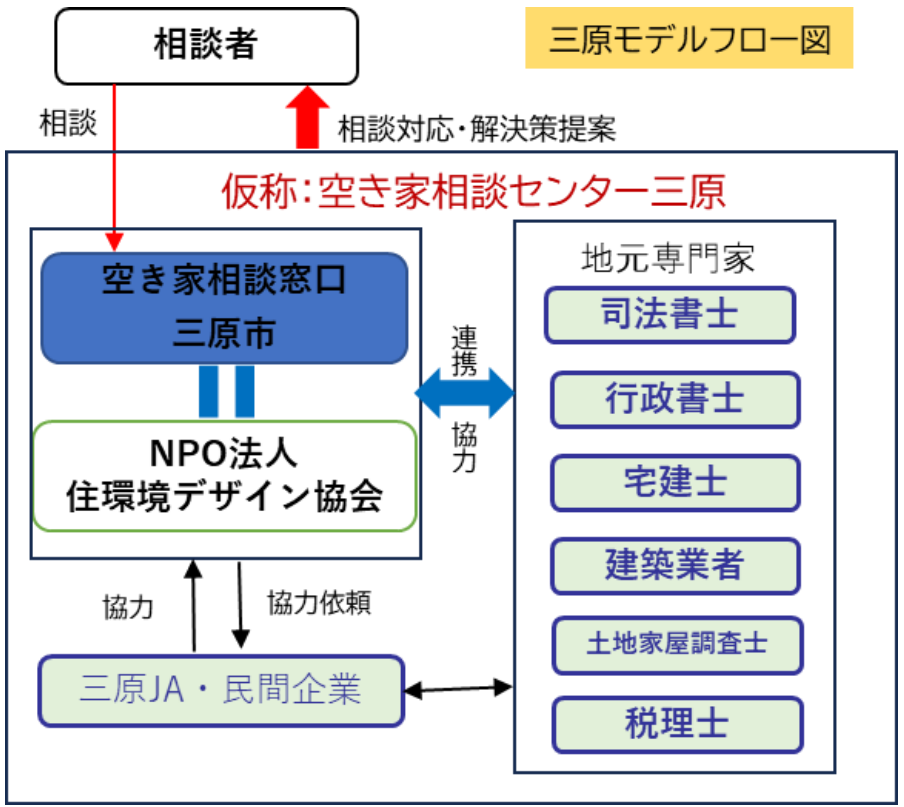 相談者
三原モデルフロー図
相談
相談対応・解決策提案
仮称：空き家相談センター三原
空き家相談窓口
三原市
NPO法人
住環境デザイン協会
連携
協力
地元専門家
司法書士
行政書士
宅建士
建築業者
土地家屋調査士
税理士
協力
協力依頼
三原JA・民間企業